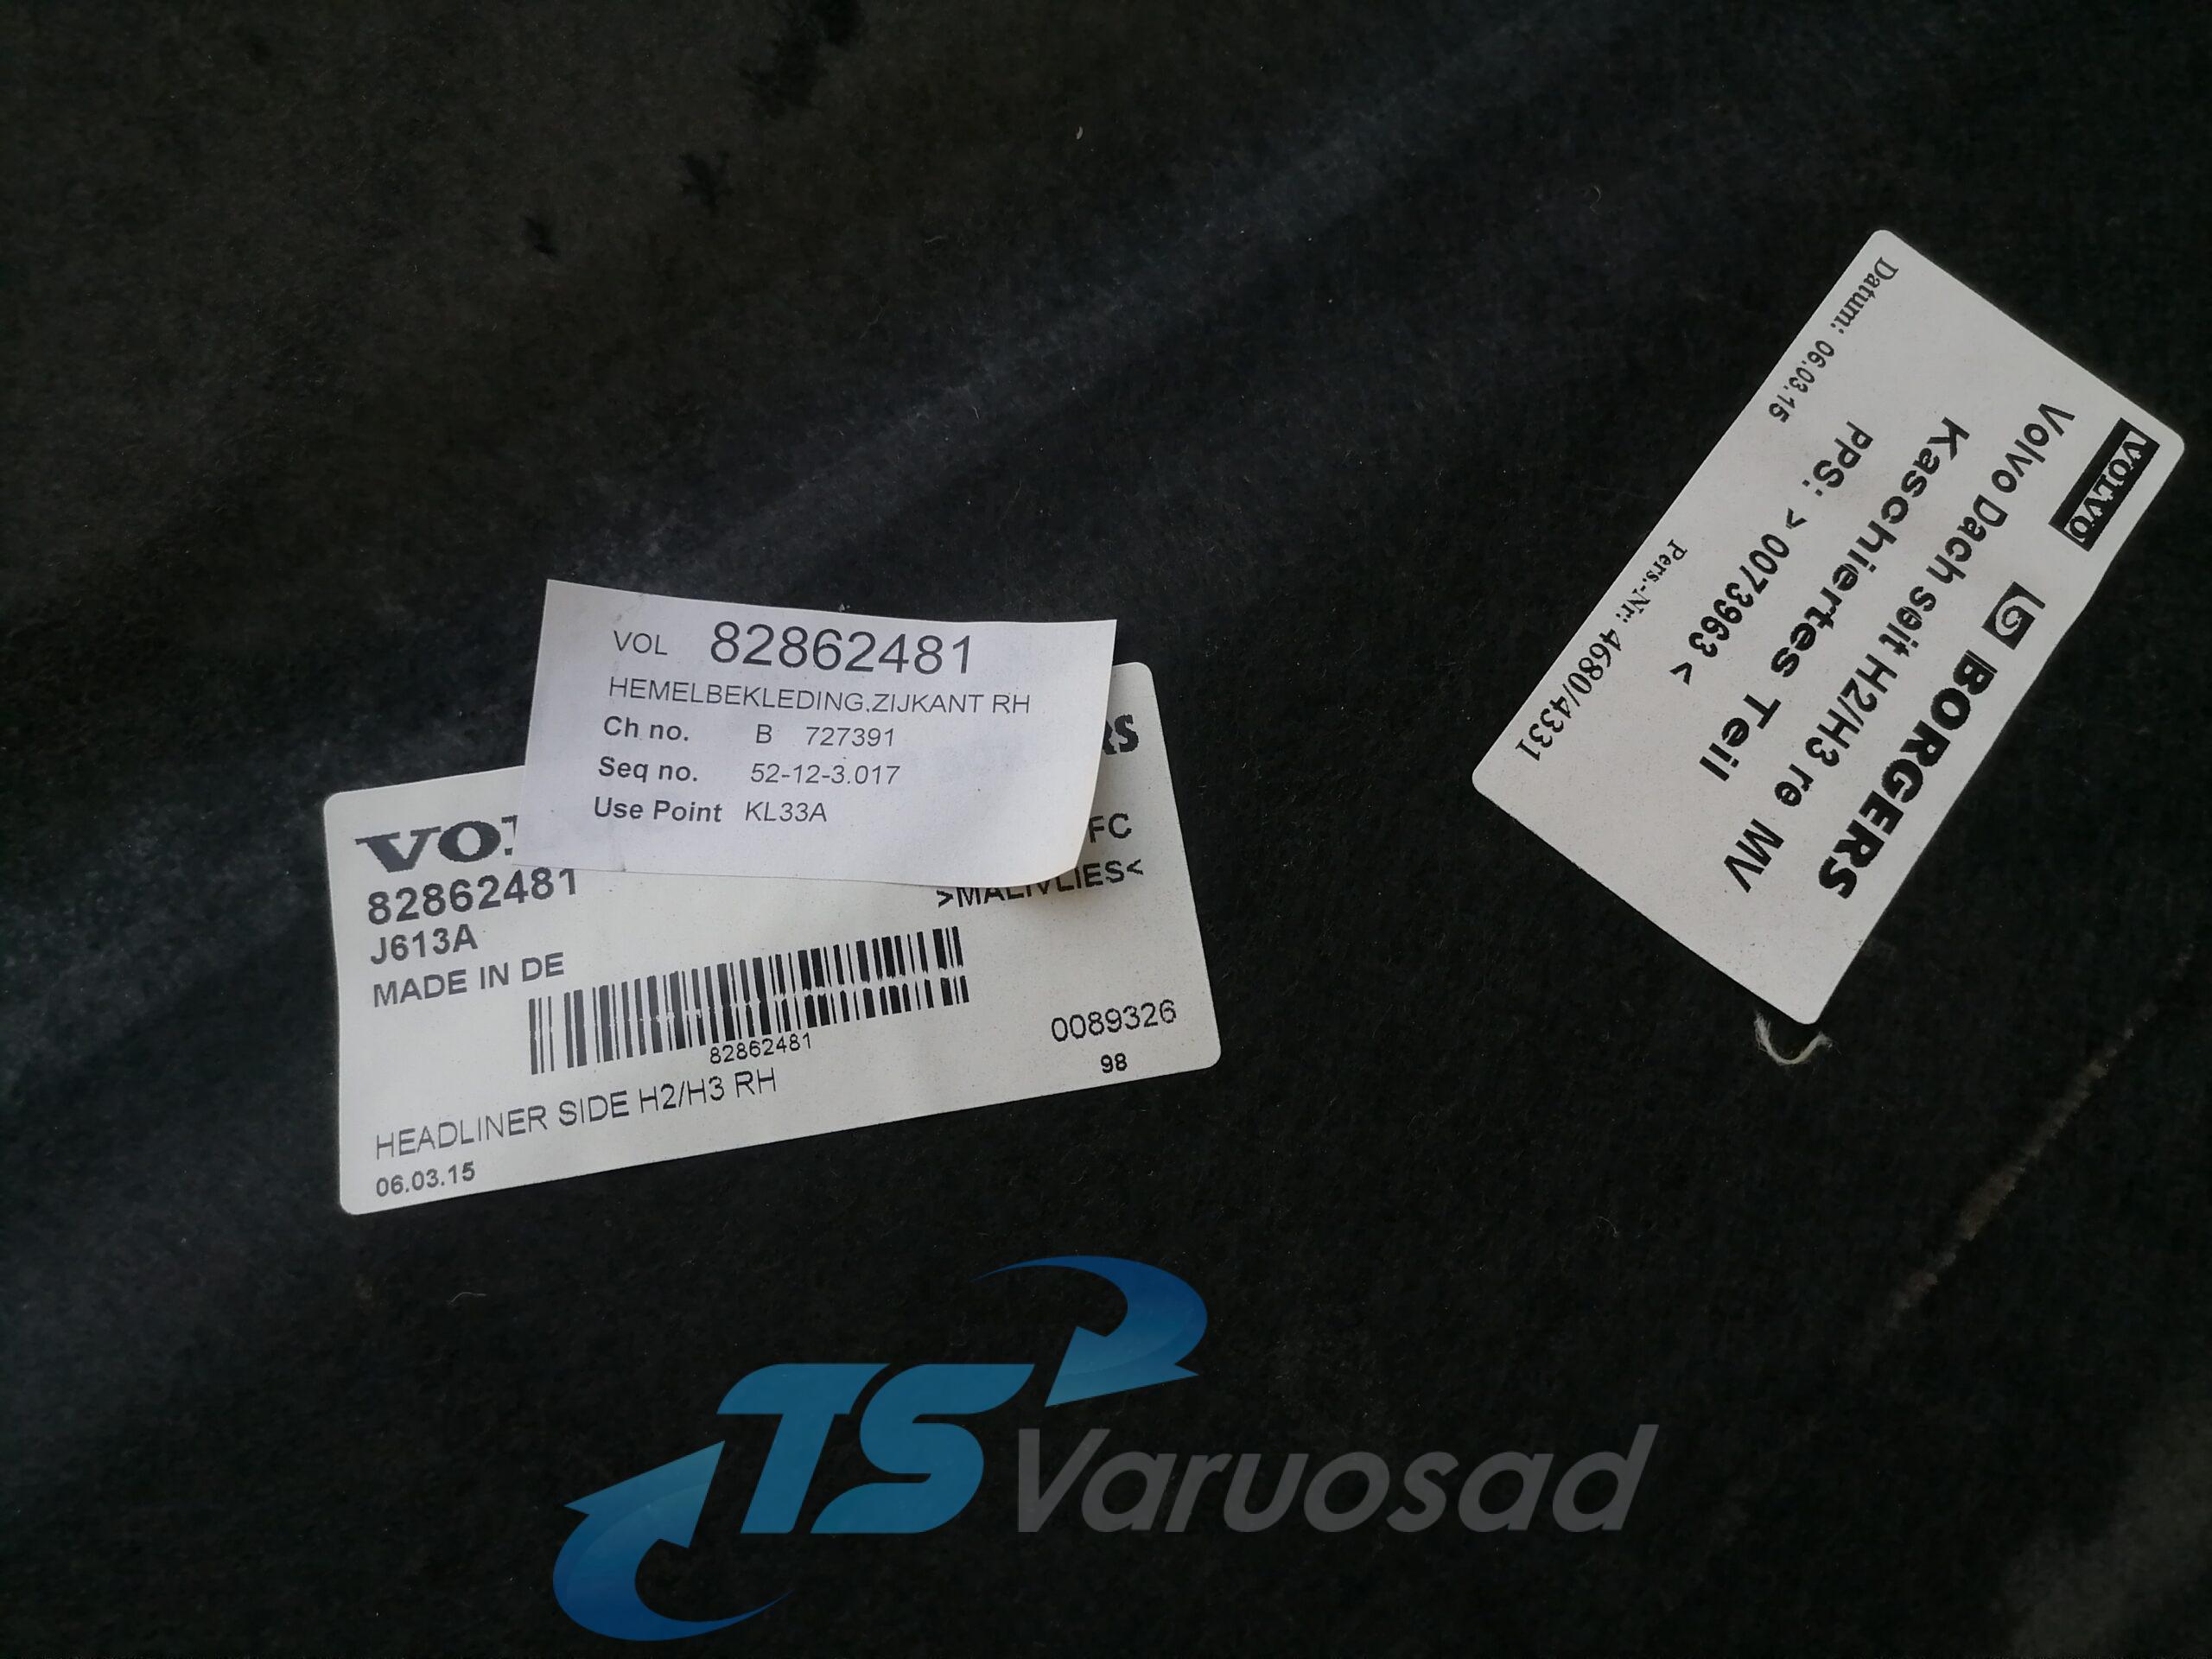 VOL 82862481
HEMELBEKLEDING.ZIJKANT RH
Ch no. B 727391
Seq no. 52-12-3.017
Use Point KL33A
82862481
J613A
MADE IN DE
FC
>MALIVLIES<
82862481
0089326
98
HEADLINER SIDE H2/H3 RH
06.03.15
VOLVO BORGERS
Volvo Dach seit H2/H3 re MV
Kaschiertes Teil
PPS: > 0073963 <
Datum: 06.03.15 Pers.-Nr: 4680/4331
TS Varuosad